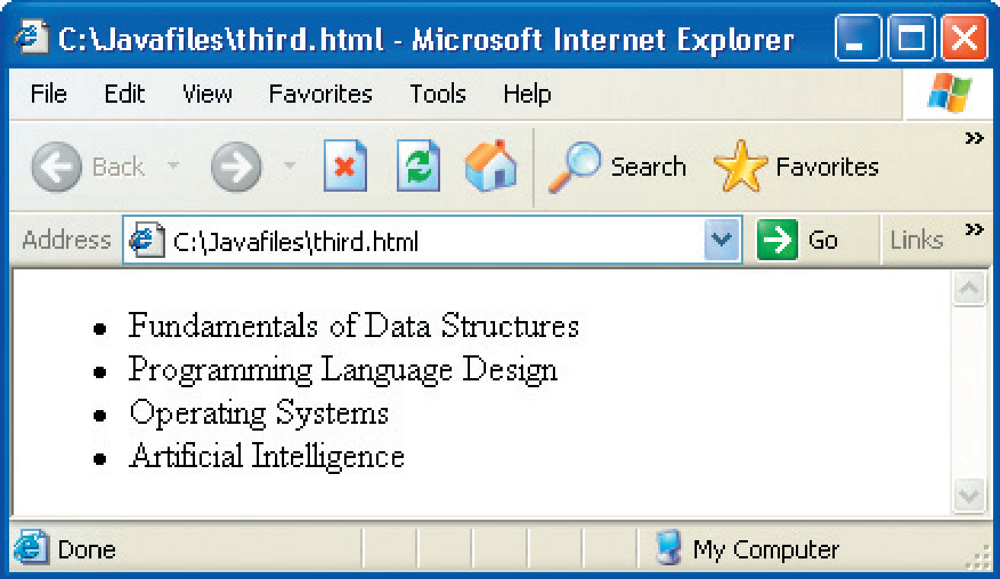 C:\Javafiles\third.html - Microsoft Internet Explorer
File Edit View Favorites Tools Help
Back Search Favorites »
Address C:\Javafiles\third.html Go Links »
• Fundamentals of Data Structures
• Programming Language Design
• Operating Systems
• Artificial Intelligence
Done My Computer